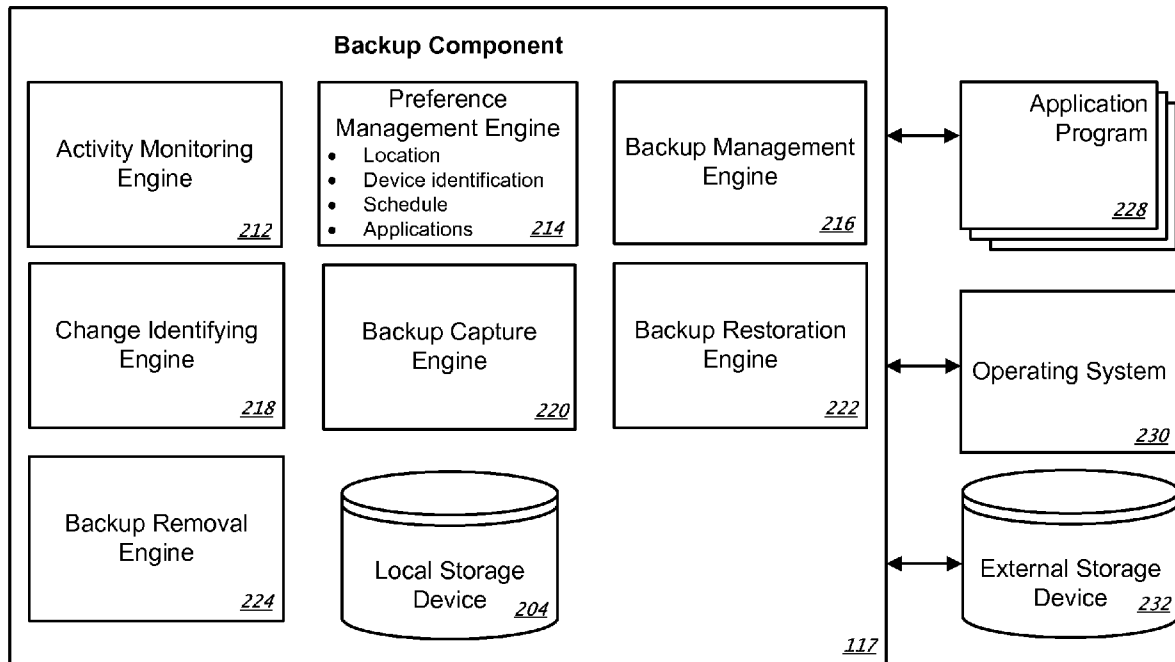 Backup Component
Activity Monitoring
Engine
212
Preference
Management Engine
• Location
• Device identification
• Schedule
• Applications
214
Backup Management
Engine
216
Application
Program
228
Change Identifying
Engine
218
Backup Capture
Engine
220
Backup Restoration
Engine
222
Operating System
230
Backup Removal
Engine
224
Local Storage
Device
204
External Storage
Device
232
117